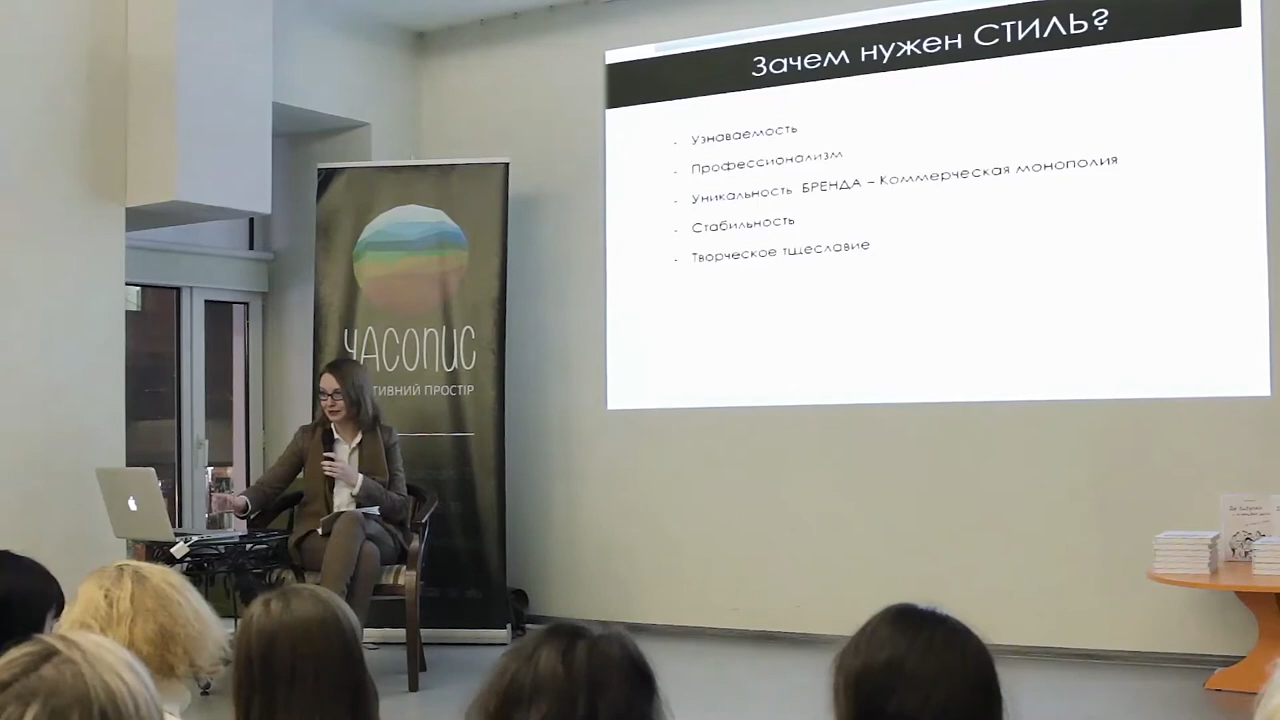 Зачем нужен СТИЛЬ?
- Узнаваемость
- Профессионализм
- Уникальность БРЕНДА – Коммерческая монополия
- Стабильность
- Творческое тщеславие
ЧАСОПИС
ТИВНИЙ ПРОСТІР